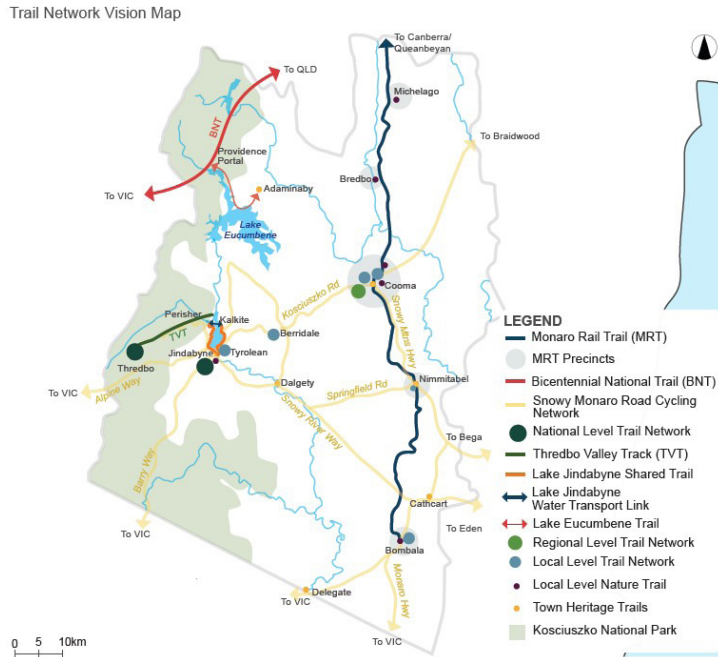 Trail Network Vision Map
To Canberra/
Queanbeyan
To QLD
Michelago
BNT
To Braidwood
Providence
Portal
Bredbo
Adaminaby
To VIC
Lake
Eucumbene
Cooma
Kosciuszko Rd
Snowy Mtns Hwy
Perisher
Kalkite
TVT
Berridale
Thredbo
Jindabyne
Tyrolean
Nimmitabel
Dalgety
Springfield Rd
To VIC
Alpine Way
Snowy River Way
To Bega
Barry Way
Cathcart
To VIC
To Eden
Bombala
Delegate
Monaro Hwy
To VIC
To VIC
LEGEND
Monaro Rail Trail (MRT)
MRT Precincts
Bicentennial National Trail (BNT)
Snowy Monaro Road Cycling
Network
National Level Trail Network
Thredbo Valley Track (TVT)
Lake Jindabyne Shared Trail
Lake Jindabyne
Water Transport Link
Lake Eucumbene Trail
Regional Level Trail Network
Local Level Trail Network
Local Level Nature Trail
Town Heritage Trails
Kosciuszko National Park
0 5 10km